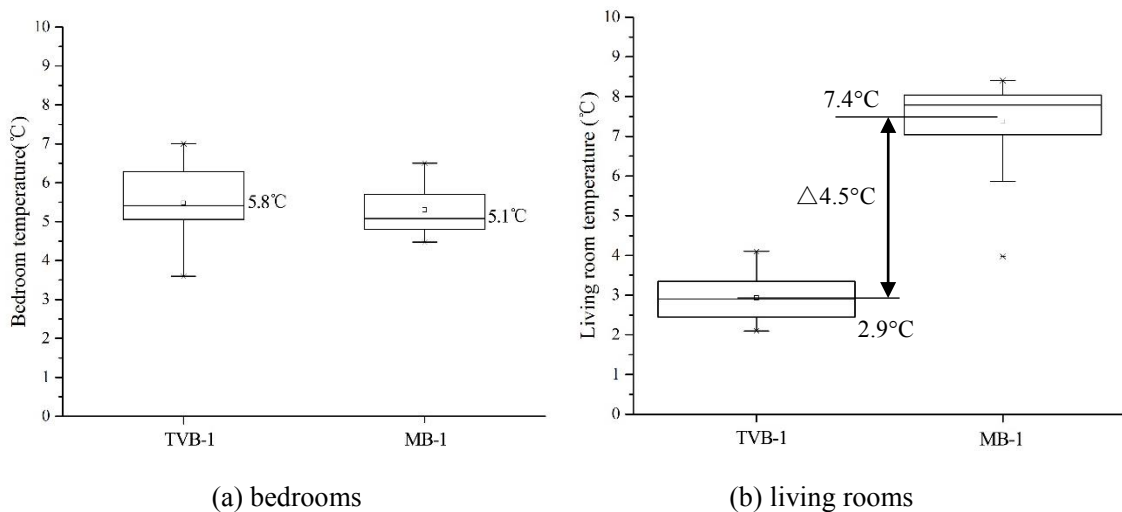 10
9
8
7
6
5
4
3
2
1
0
Bedroom temperature(℃)
5.8℃
5.1℃
TVB-1 MB-1
(a) bedrooms
10
9
8
7
6
5
4
3
2
1
0
Living room temperature (℃)
7.4°C
△4.5°C
2.9°C
TVB-1 MB-1
(b) living rooms